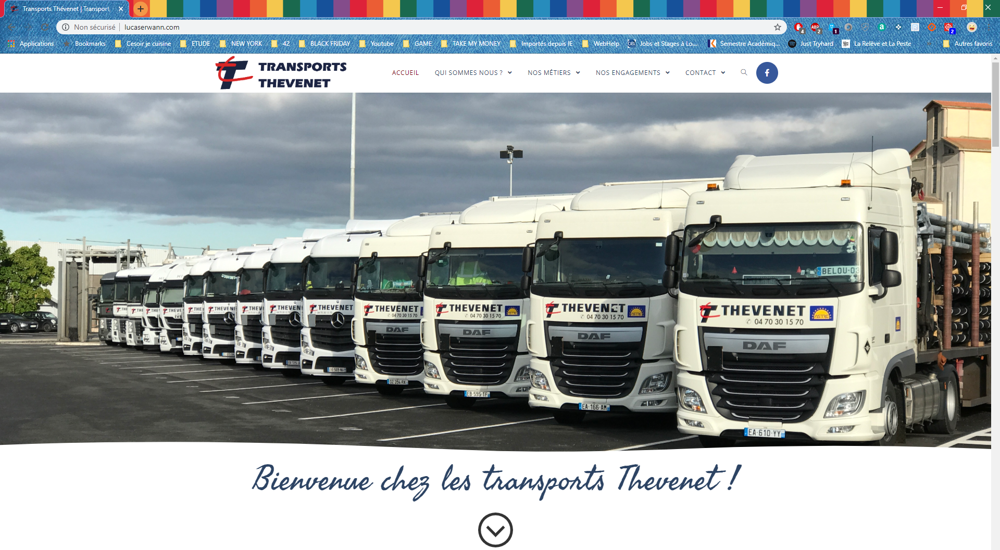 Transports Thévenet | Transport
Non sécurisé | lucaserwann.com
4 2 1 2
Applications Bookmarks Cesoir je cuisine ETUDE NEW YORK 42 BLACK FRIDAY Youtube GAME TAKE MY MONEY Importés depuis IE WebHelp Jobs et Stages à Lo... Semestre Académiq... Just Tryhard La Relève et La Peste Autres favoris
TRANSPORTS
THEVENET
ACCUEIL QUI SOMMES NOUS ? NOS MÉTIERS NOS ENGAGEMENTS CONTACT
BELOU-03
THEVENET THEVENET THEVENET THEVENET THEVENET
04 70 30 15 70 04 70 30 15 70 04 70 30 15 70 04 70 30 15 70
ASTRE
DAF DAF DAF DAF
EB 595 TF
EA-166-AM
EA-610-YY
Bienvenue chez les transports Thevenet !